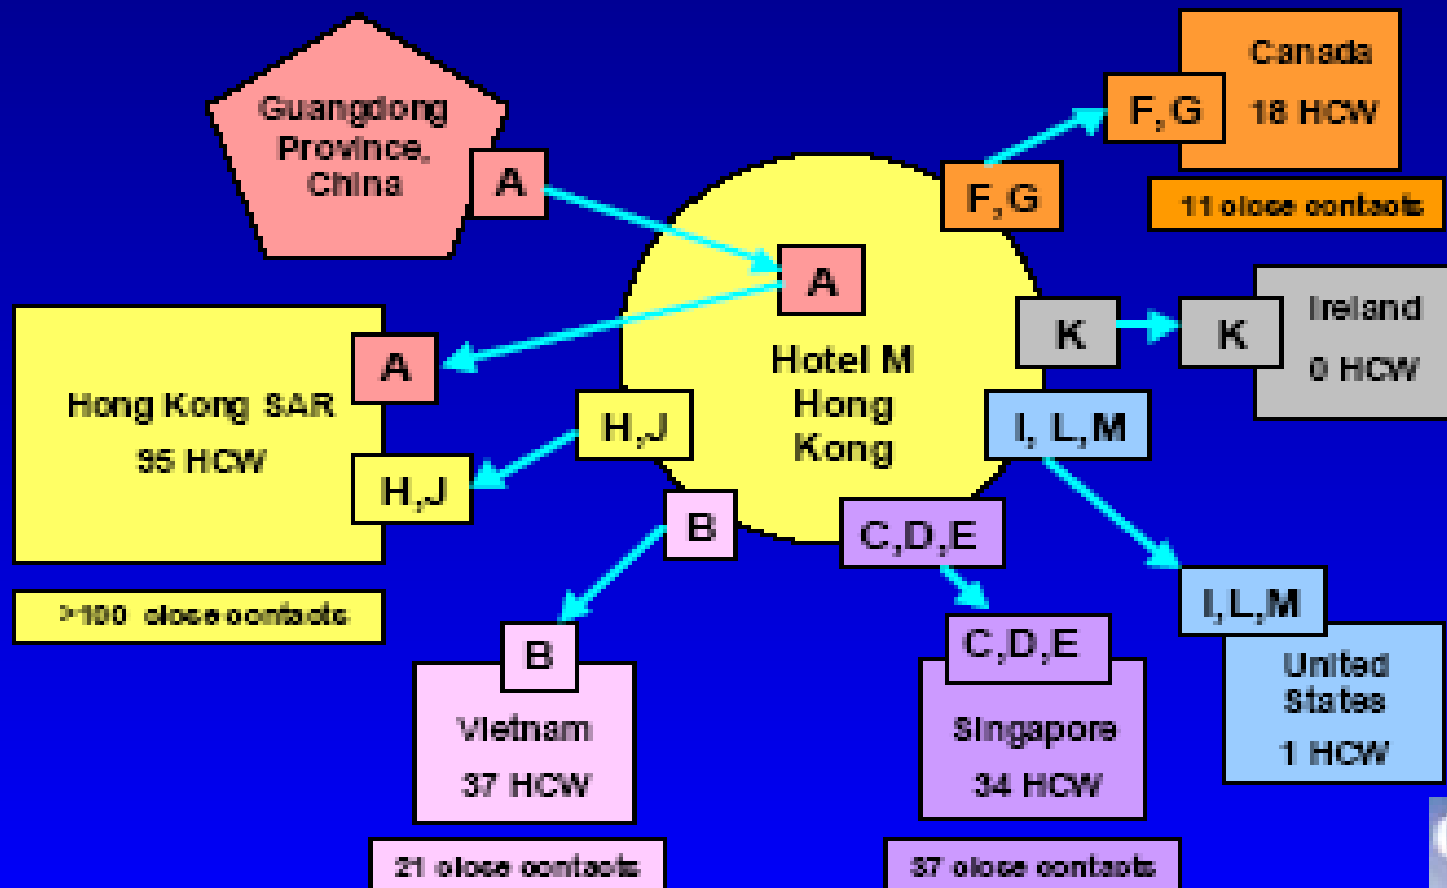 Guangdong
Province,
China
A
Canada
18 HCW
F,G
11 close contacts
F,G
A
Hotel M
Hong
Kong
K
K
Ireland
0 HCW
Hong Kong SAR
95 HCW
A
H,J
H,J
>100 close contacts
I, L,M
I,L,M
United
States
1 HCW
B
B
Vietnam
37 HCW
21 close contacts
C,D,E
C,D,E
Singapore
34 HCW
37 close contacts